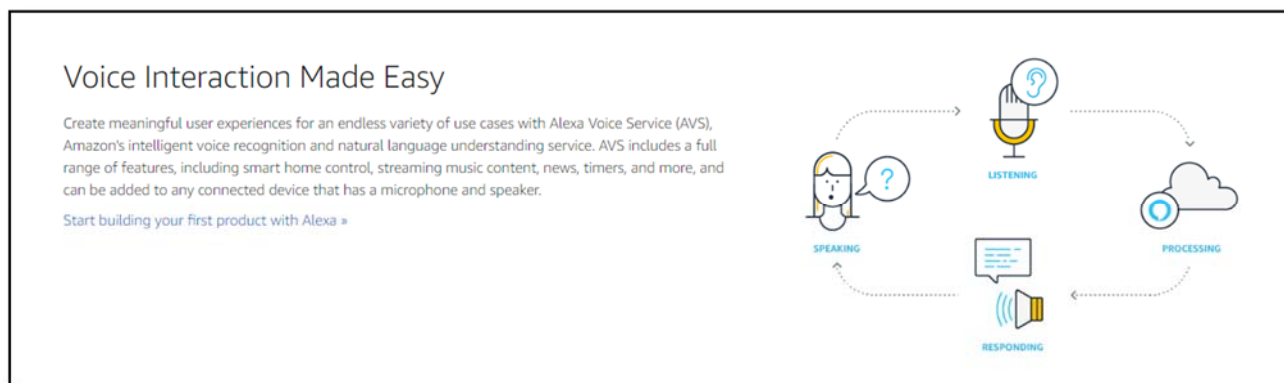 Voice Interaction Made Easy
Create meaningful user experiences for an endless variety of use cases with Alexa Voice Service (AVS),
Amazon's intelligent voice recognition and natural language understanding service. AVS includes a full
range of features, including smart home control, streaming music content, news, timers, and more, and
can be added to any connected device that has a microphone and speaker.
Start building your first product with Alexa »
LISTENING
?
SPEAKING
PROCESSING
RESPONDING